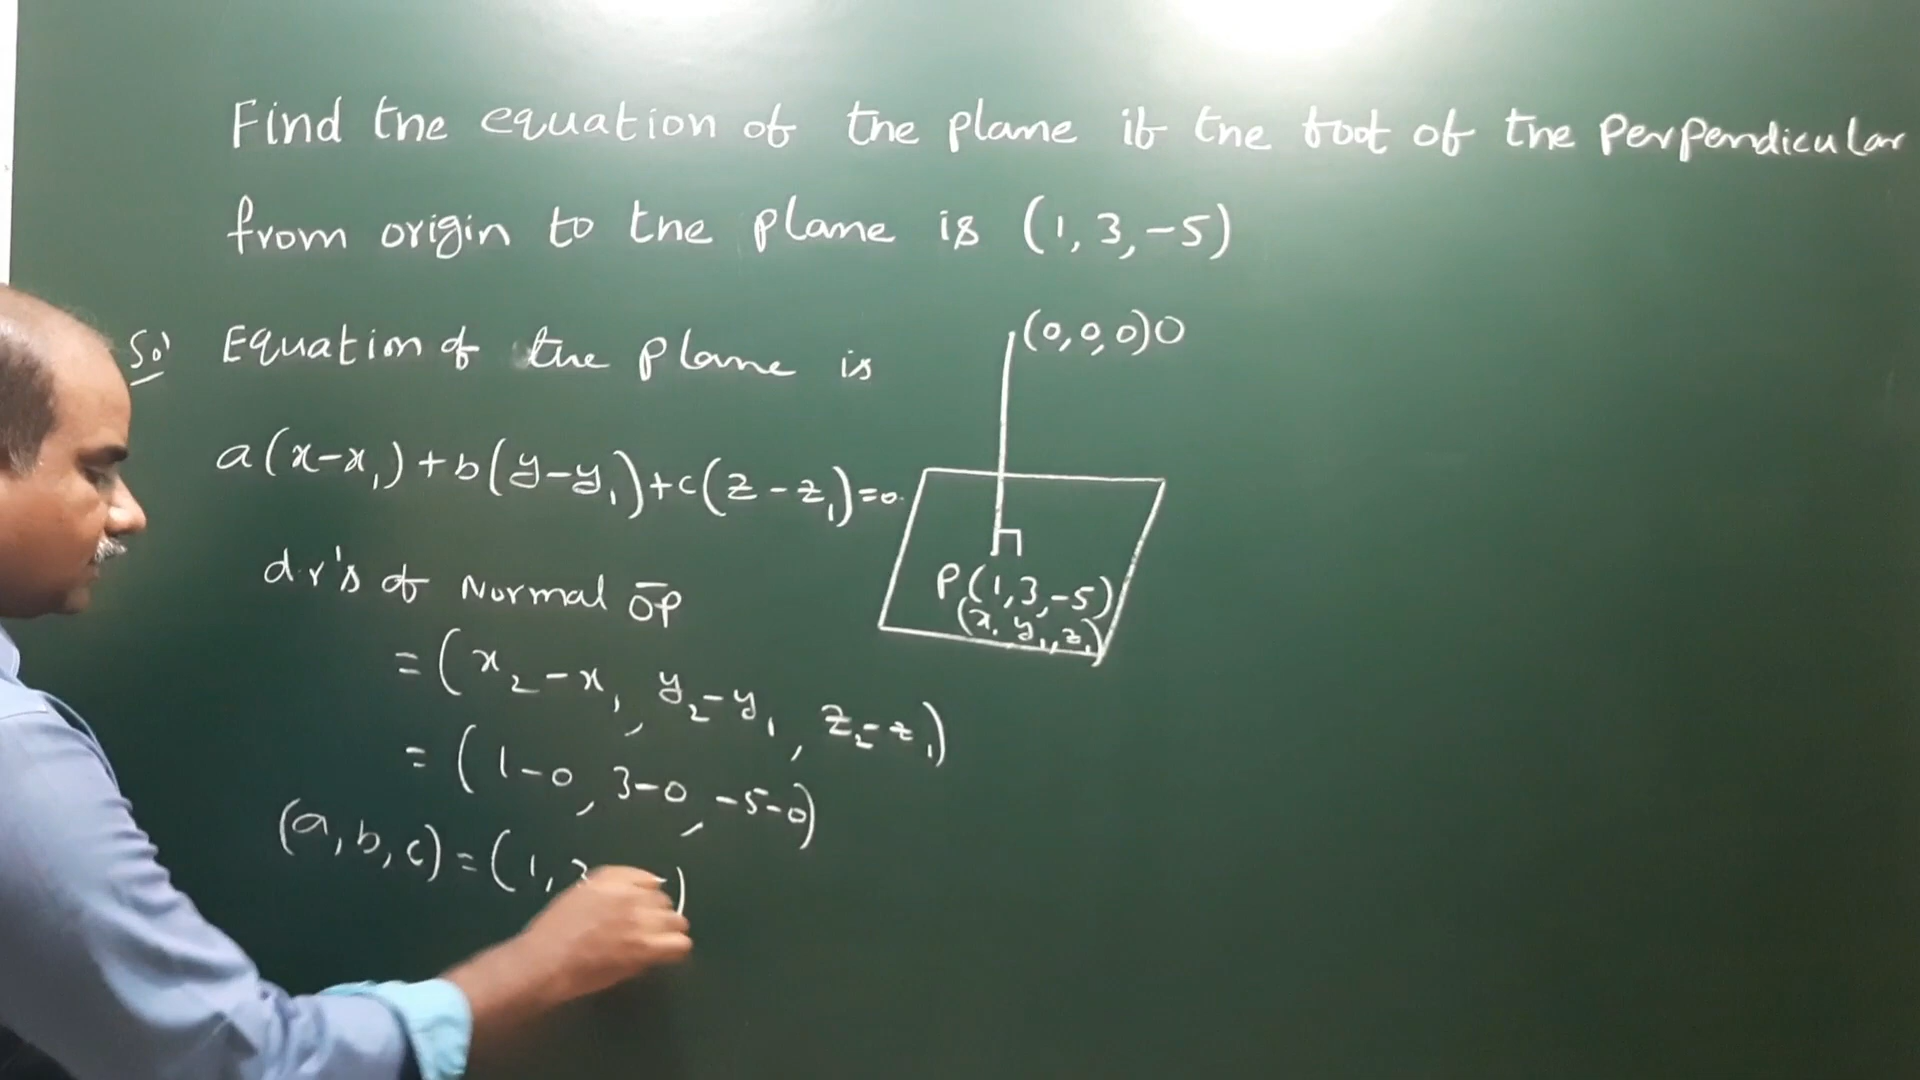 Find the equation of the plane if the foot of the perpendicular
from origin to the plane is (1, 3, -5)
Sol Equation of the plane is
(0, 0, 0) O
a(x-x₁)+b(y-y₁)+c(z-z₁)=0.
d.r's of Normal O̅P̅
P(1, 3, -5)
(x₁ y₁, z₁)
= (x₂-x₁, y₂-y₁, z₂-z₁)
= (1-0, 3-0, -5-0)
(a, b, c) = (1, 3